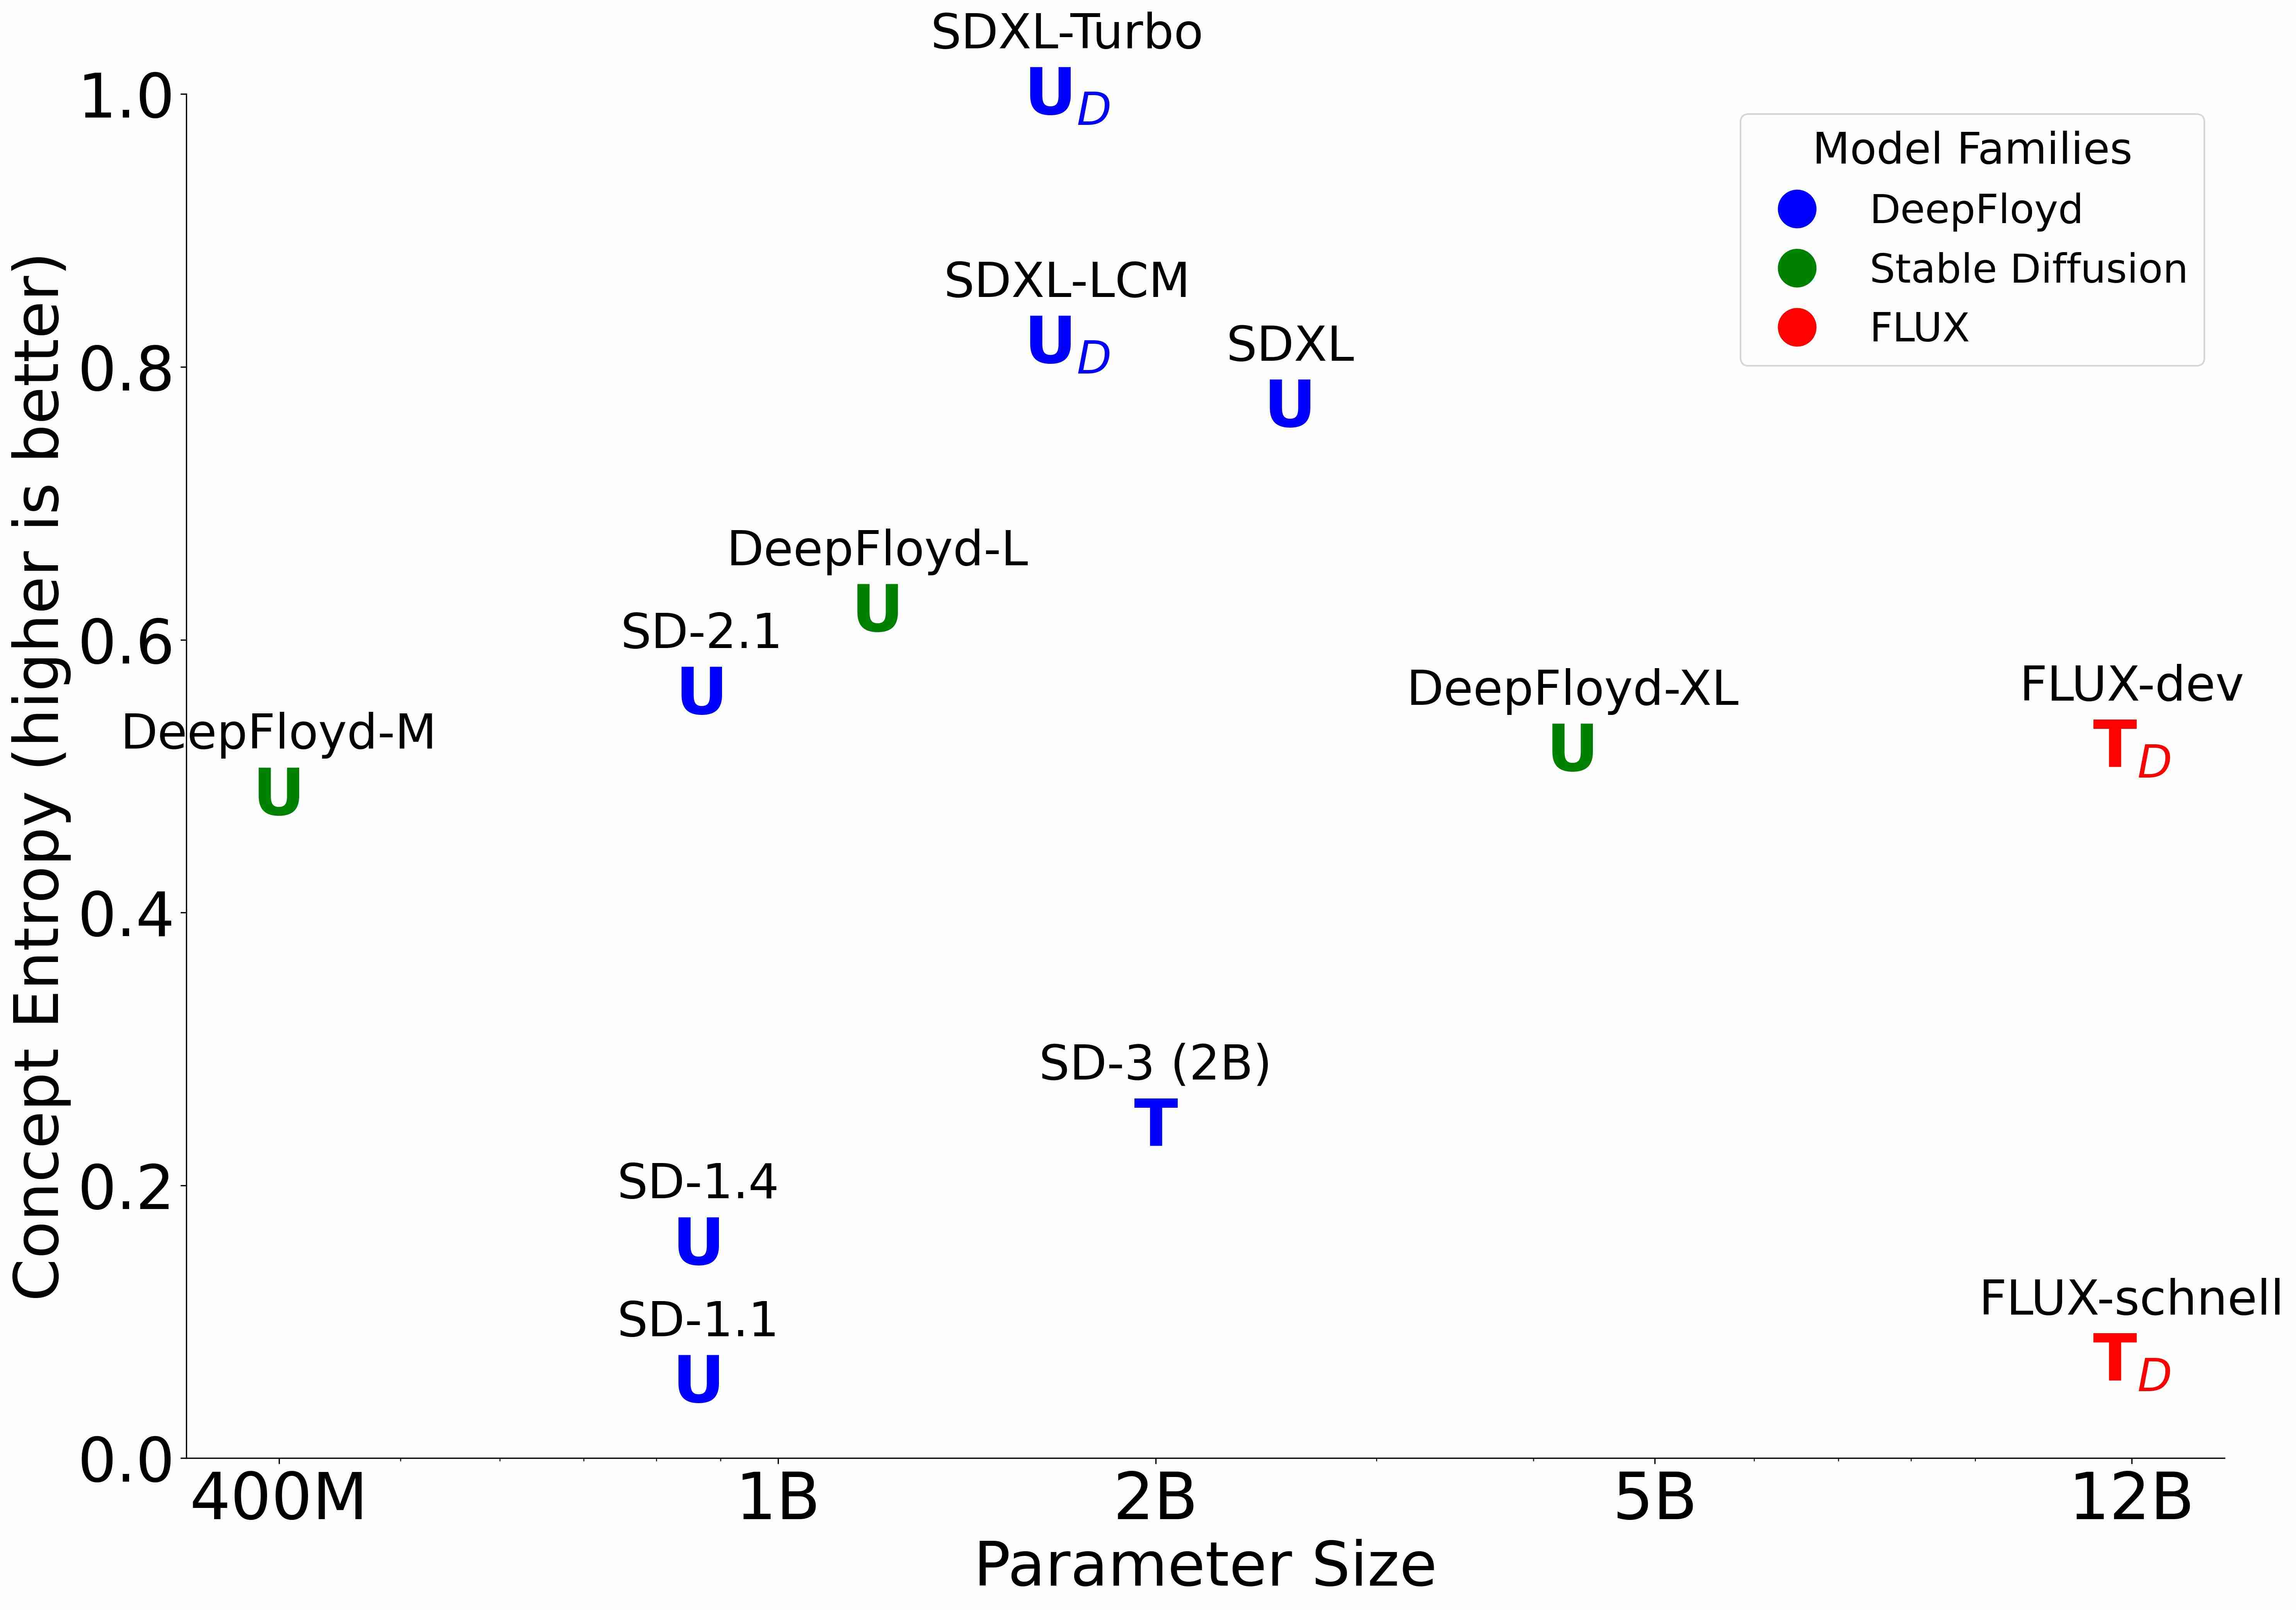 SDXL-Turbo
U_D
1.0
Model Families
DeepFloyd
Stable Diffusion
FLUX
SDXL-LCM
U_D
SDXL
U
0.8
DeepFloyd-L
U
SD-2.1
U
0.6
DeepFloyd-XL
U
FLUX-dev
T_D
DeepFloyd-M
U
Concept Entropy (higher is better)
0.4
SD-3 (2B)
T
SD-1.4
U
0.2
SD-1.1
U
FLUX-schnell
T_D
0.0
400M 1B 2B 5B 12B
Parameter Size